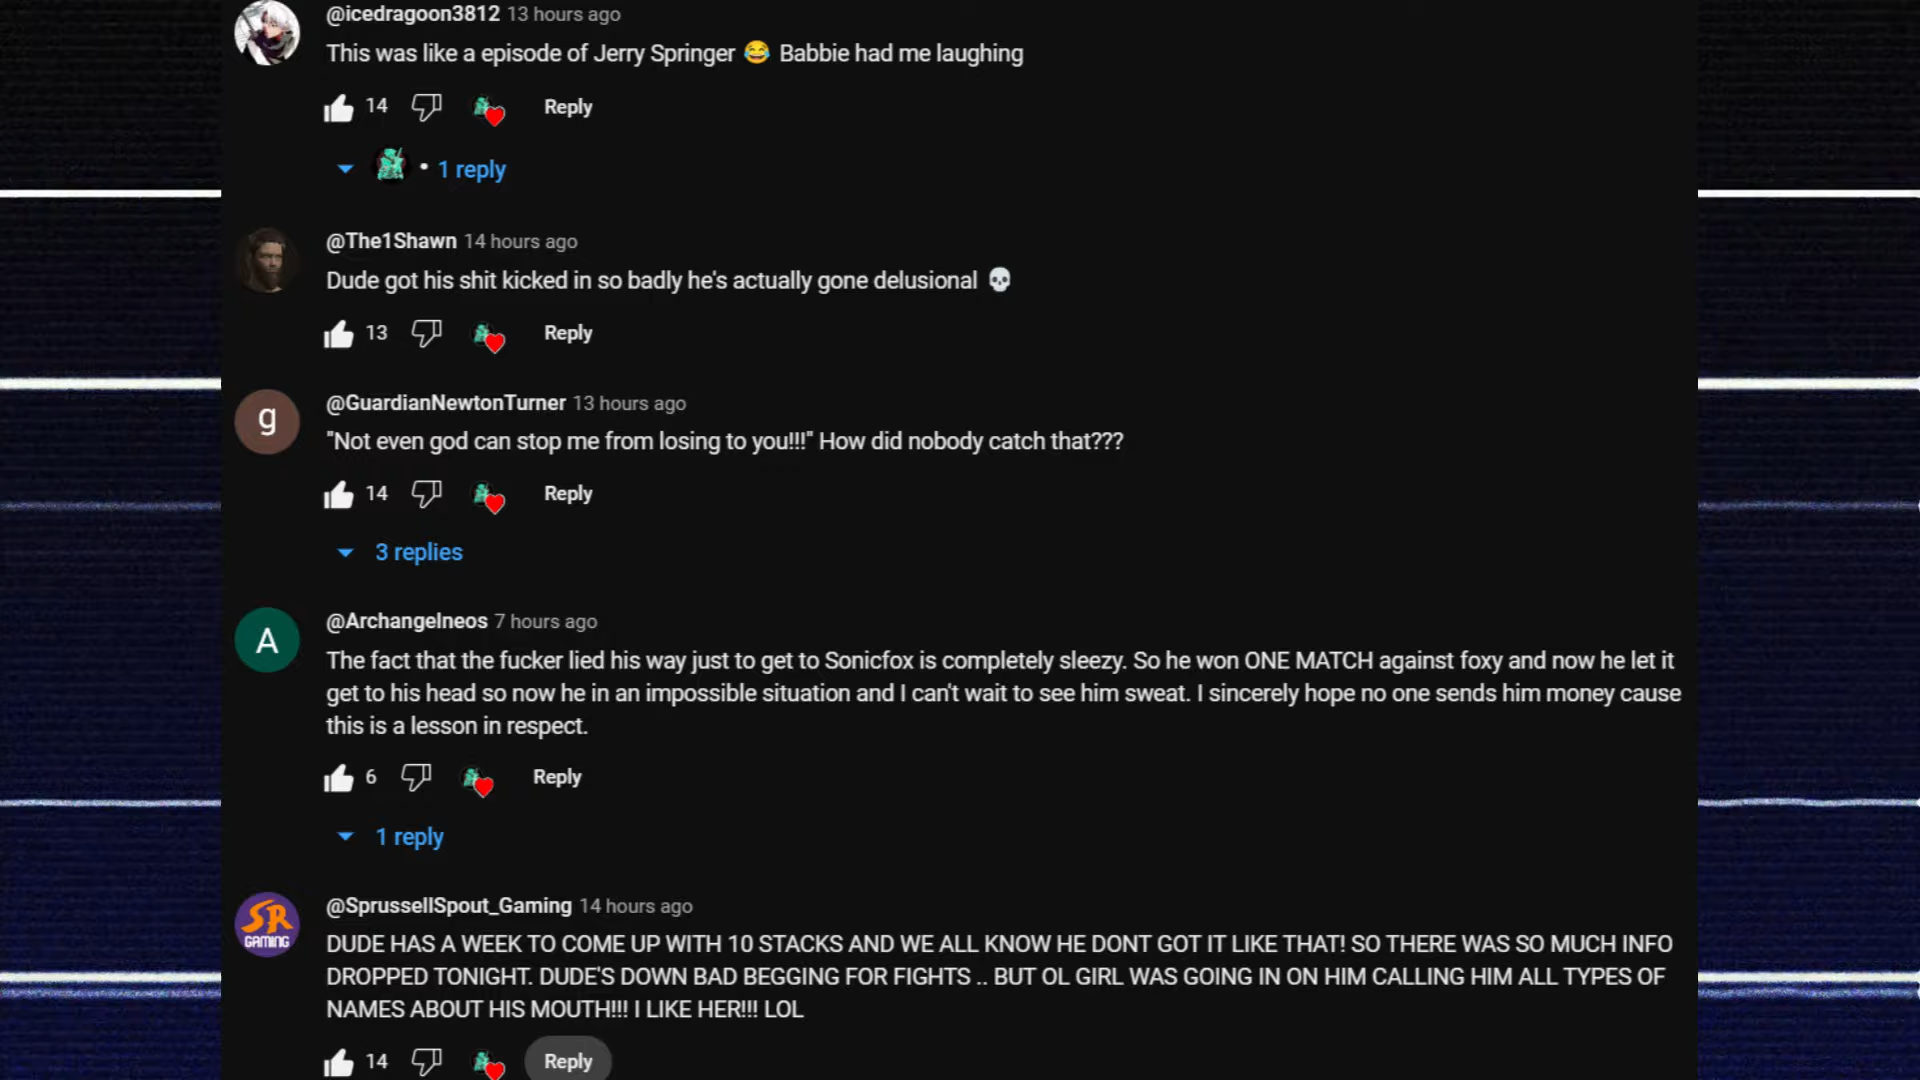 @icedragoon3812 13 hours ago
This was like a episode of Jerry Springer 😂 Babbie had me laughing
14 Reply
• 1 reply
@The1Shawn 14 hours ago
Dude got his shit kicked in so badly he's actually gone delusional 💀
13 Reply
g
@GuardianNewtonTurner 13 hours ago
"Not even god can stop me from losing to you!!!" How did nobody catch that???
14 Reply
3 replies
A
@Archangelneos 7 hours ago
The fact that the fucker lied his way just to get to Sonicfox is completely sleezy. So he won ONE MATCH against foxy and now he let it
get to his head so now he in an impossible situation and I can't wait to see him sweat. I sincerely hope no one sends him money cause
this is a lesson in respect.
6 Reply
1 reply
SR
GAMING
@SprussellSpout_Gaming 14 hours ago
DUDE HAS A WEEK TO COME UP WITH 10 STACKS AND WE ALL KNOW HE DONT GOT IT LIKE THAT! SO THERE WAS SO MUCH INFO
DROPPED TONIGHT. DUDE'S DOWN BAD BEGGING FOR FIGHTS .. BUT OL GIRL WAS GOING IN ON HIM CALLING HIM ALL TYPES OF
NAMES ABOUT HIS MOUTH!!! I LIKE HER!!! LOL
14 Reply